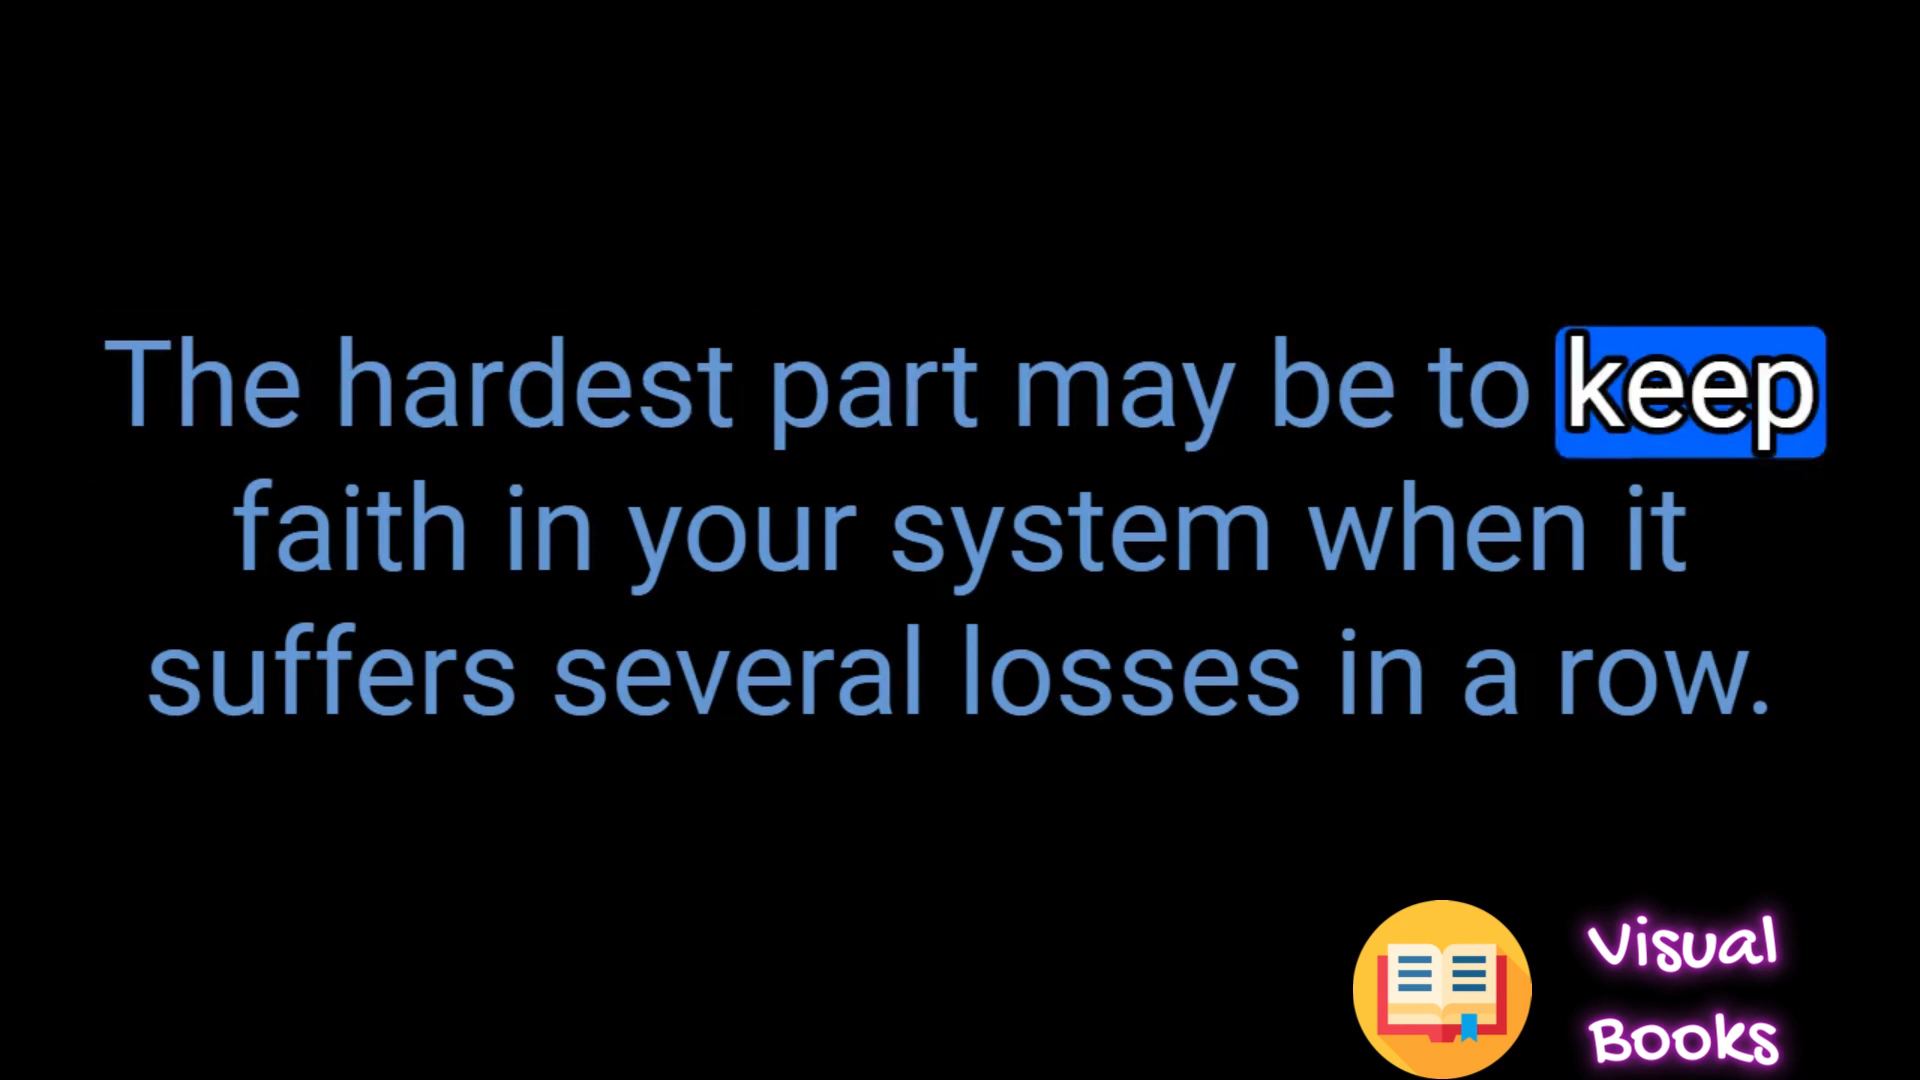 The hardest part may be to keep
faith in your system when it
suffers several losses in a row.
Visual
Books